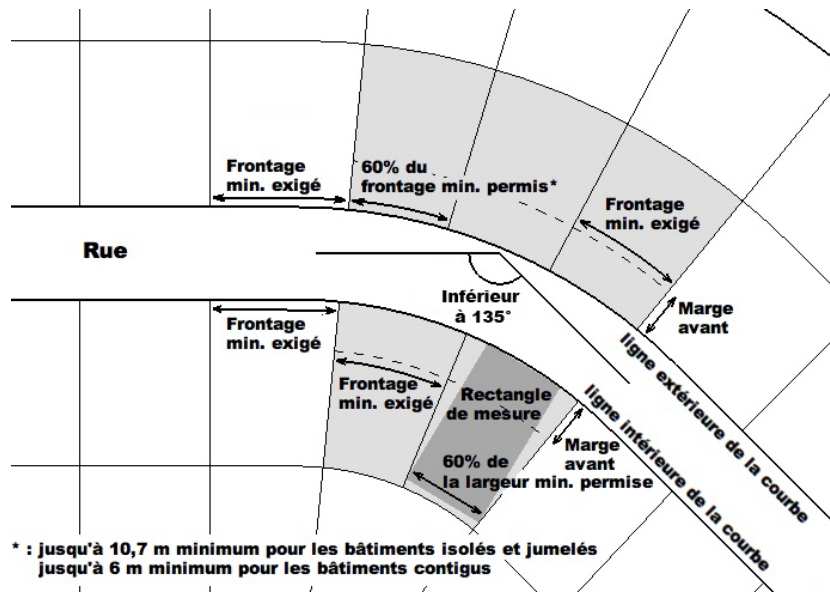 Frontage
min. exigé
60% du
frontage min. permis*
Frontage
min. exigé
Rue
Inférieur
à 135°
Marge
avant
Frontage
min. exigé
ligne extérieure de la courbe
Frontage
min. exigé
Rectangle
de mesure
ligne intérieure de la courbe
Marge
avant
60% de
la largeur min. permise
* : jusqu'à 10,7 m minimum pour les bâtiments isolés et jumelés
jusqu'à 6 m minimum pour les bâtiments contigus